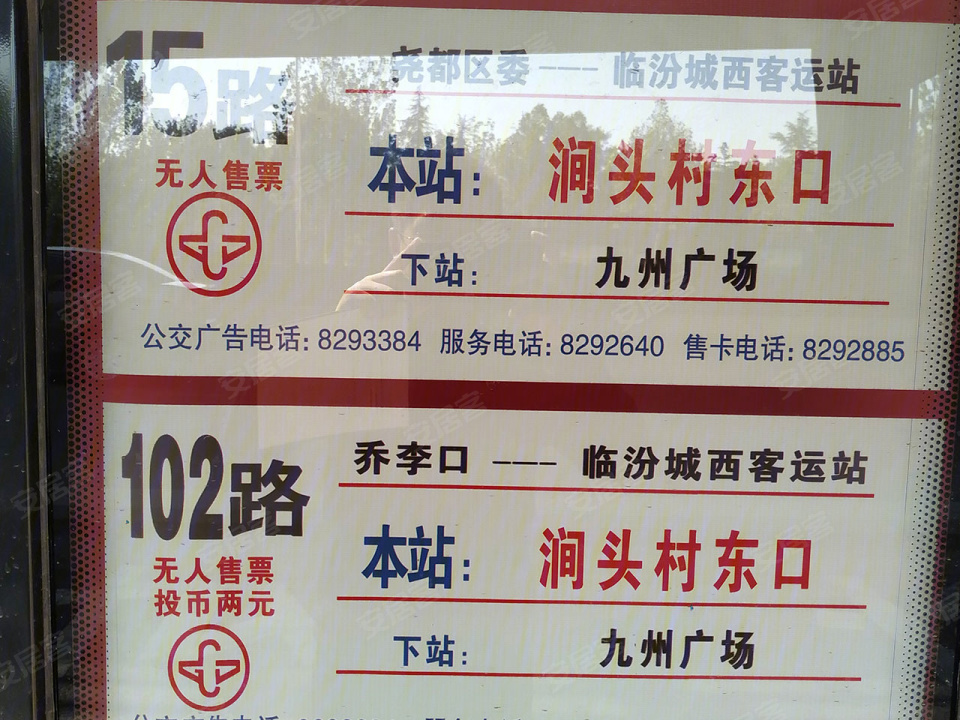 15路
尧都区委 --- 临汾城西客运站
无人售票
本站: 涧头村东口
下站: 九州广场
公交广告电话: 8293384 服务电话: 8292640 售卡电话: 8292885
102路
乔李口 --- 临汾城西客运站
无人售票
投币两元
本站: 涧头村东口
下站: 九州广场
安居客